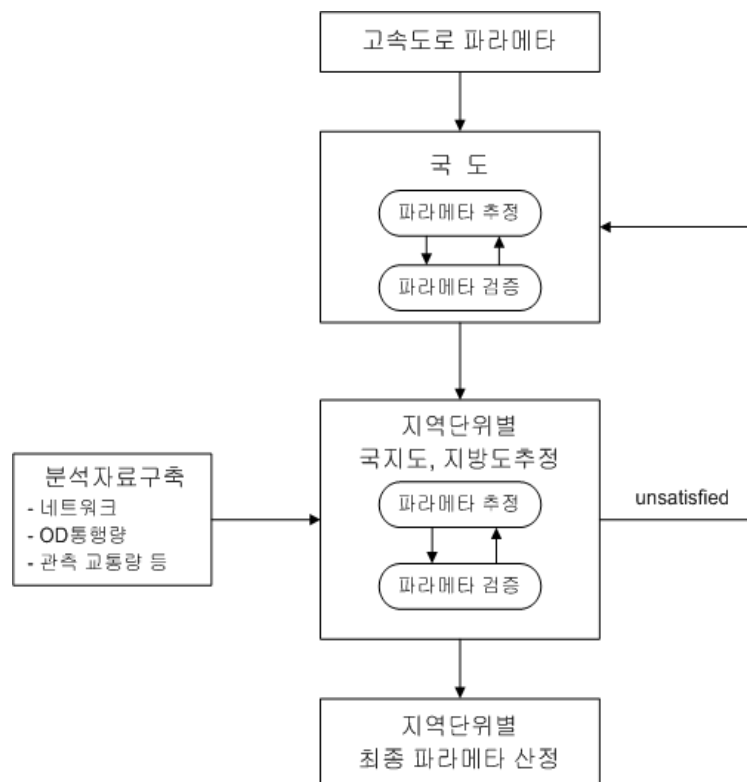 고속도로 파라메타
국 도
파라메타 추정
파라메타 검증
지역단위별
국지도, 지방도추정
파라메타 추정
파라메타 검증
분석자료구축
- 네트워크
- OD통행량
- 관측 교통량 등
unsatisfied
지역단위별
최종 파라메타 산정